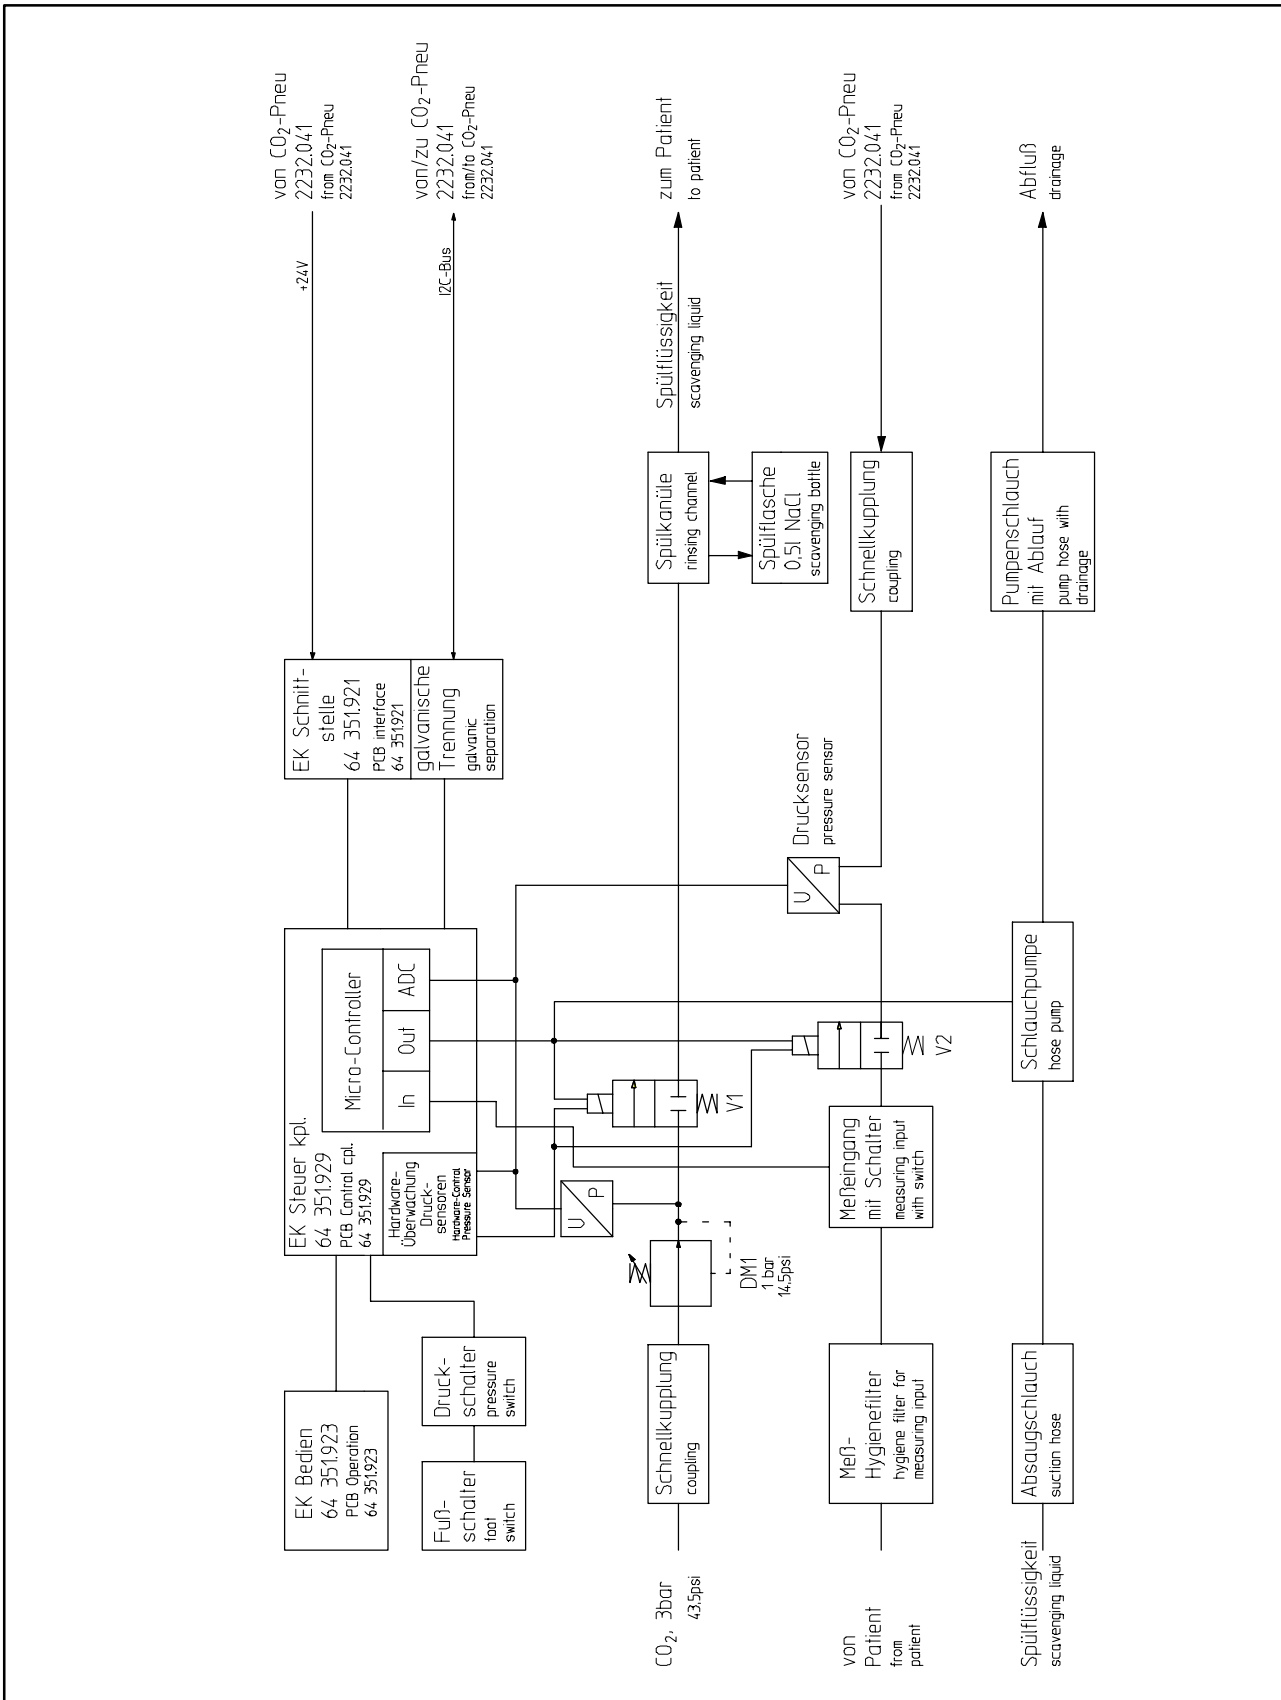 EK Bedien
64 351.923
PCB Operation
64 351.923
Fuß-
schalter
foot
switch
Druck-
schalter
pressure
switch
EK Steuer kpl.
64 351.929
PCB Control cpl.
64 351.929
Micro-Controller
In
Out
ADC
Hardware-
Überwachung
Druck-
sensoren
Hardware-Control
Pressure Sensor
EK Schnitt-
stelle
64 351.921
PCB interface
64 351.921
galvanische
Trennung
galvanic
separation
+24V
von CO₂-Pneu
2232.041
from CO₂-Pneu
2232.041
I2C-Bus
von/zu CO₂-Pneu
2232.041
from/to CO₂-Pneu
2232.041
CO₂, 3bar
43.5psi
Schnellkupplung
coupling
DM1
1 bar
14.5psi
U
P
V1
Spülkanüle
rinsing channel
Spülflasche
0,5l NaCl
scavenging bottle
Spülflüssigkeit
scavenging liquid
zum Patient
to patient
von
Patient
from
patient
Meß-
Hygienefilter
hygiene filter for
measuring input
Meßeingang
mit Schalter
measuring input
with switch
V2
U
P
Drucksensor
pressure sensor
Schnellkupplung
coupling
von CO₂-Pneu
2232.041
from CO₂-Pneu
2232.041
Spülflüssigkeit
scavenging liquid
Absaugschlauch
suction hose
Schlauchpumpe
hose pump
Pumpenschlauch
mit Ablauf
pump hose with
drainage
Abfluß
drainage